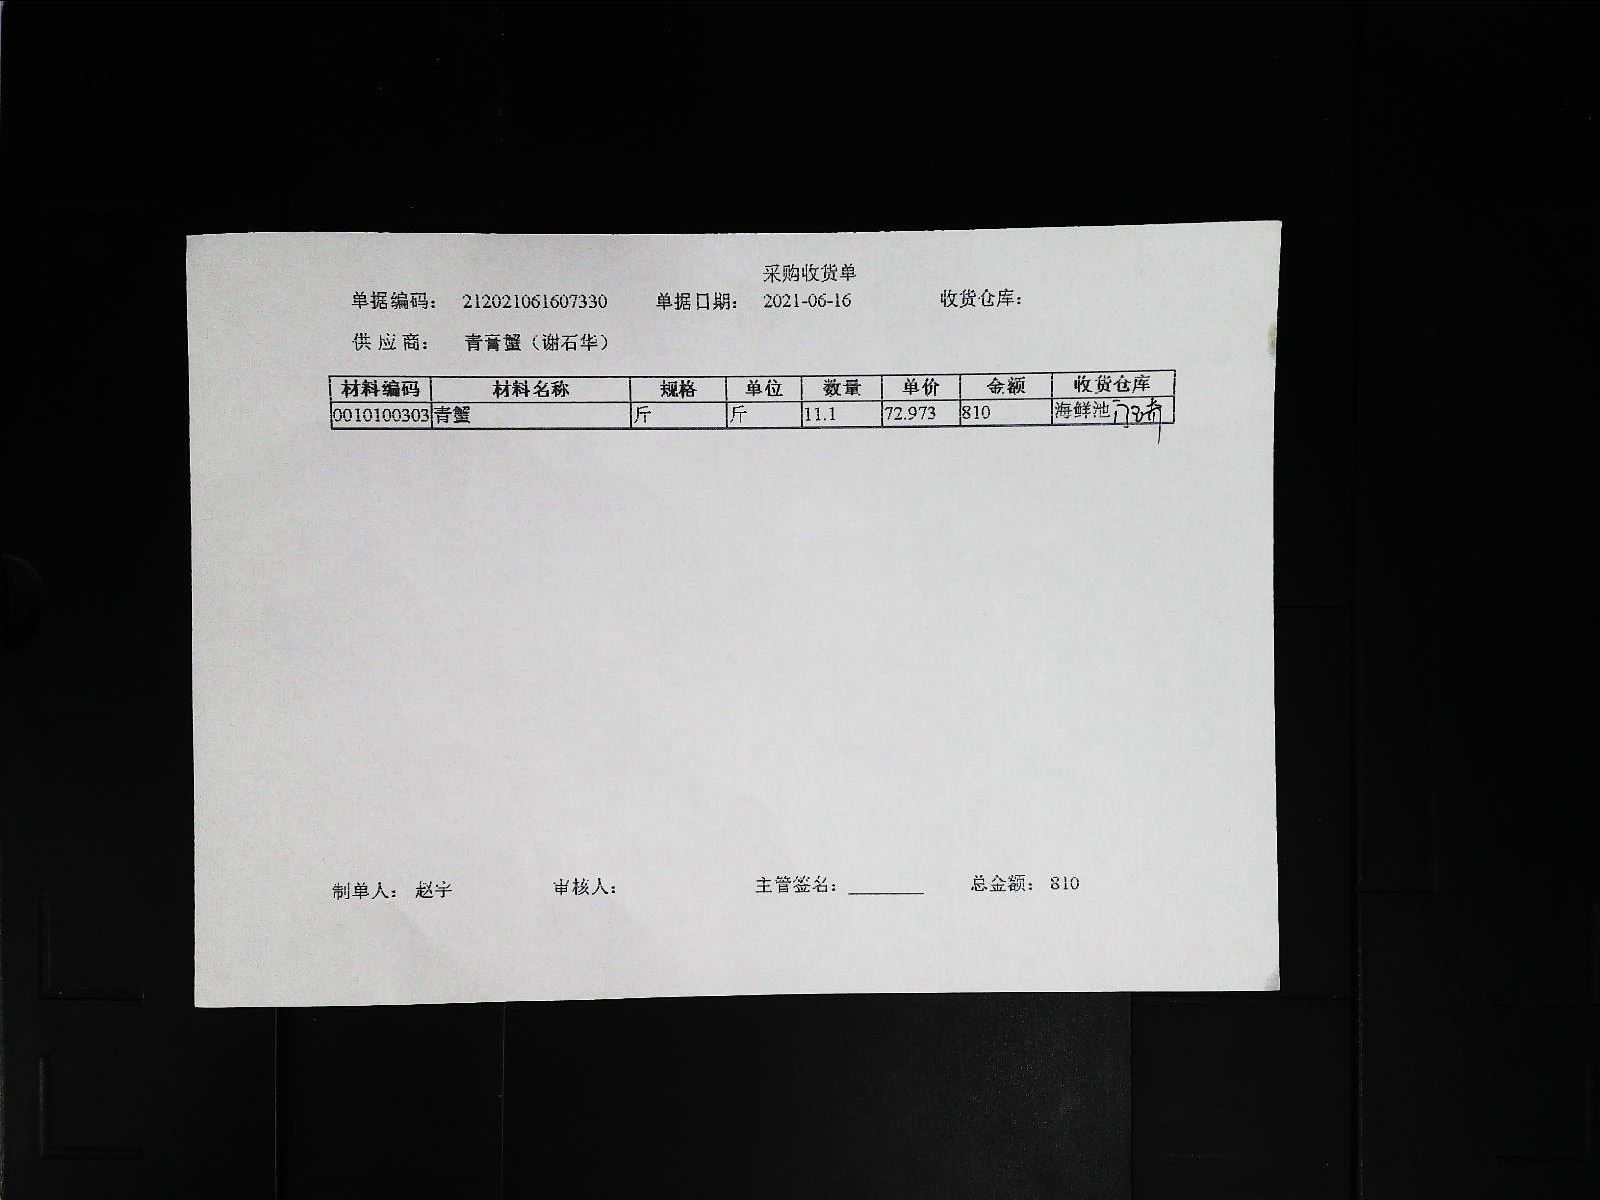 采购收货单
单据编码： 212021061607330 单据日期： 2021-06-16 收货仓库：
供 应 商： 青膏蟹（谢石华）
材料编码 材料名称 规格 单位 数量 单价 金额 收货仓库
0010100303 青蟹 斤 斤 11.1 72.973 810 海鲜池
制单人： 赵宇 审核人： 主管签名： ________ 总金额： 810